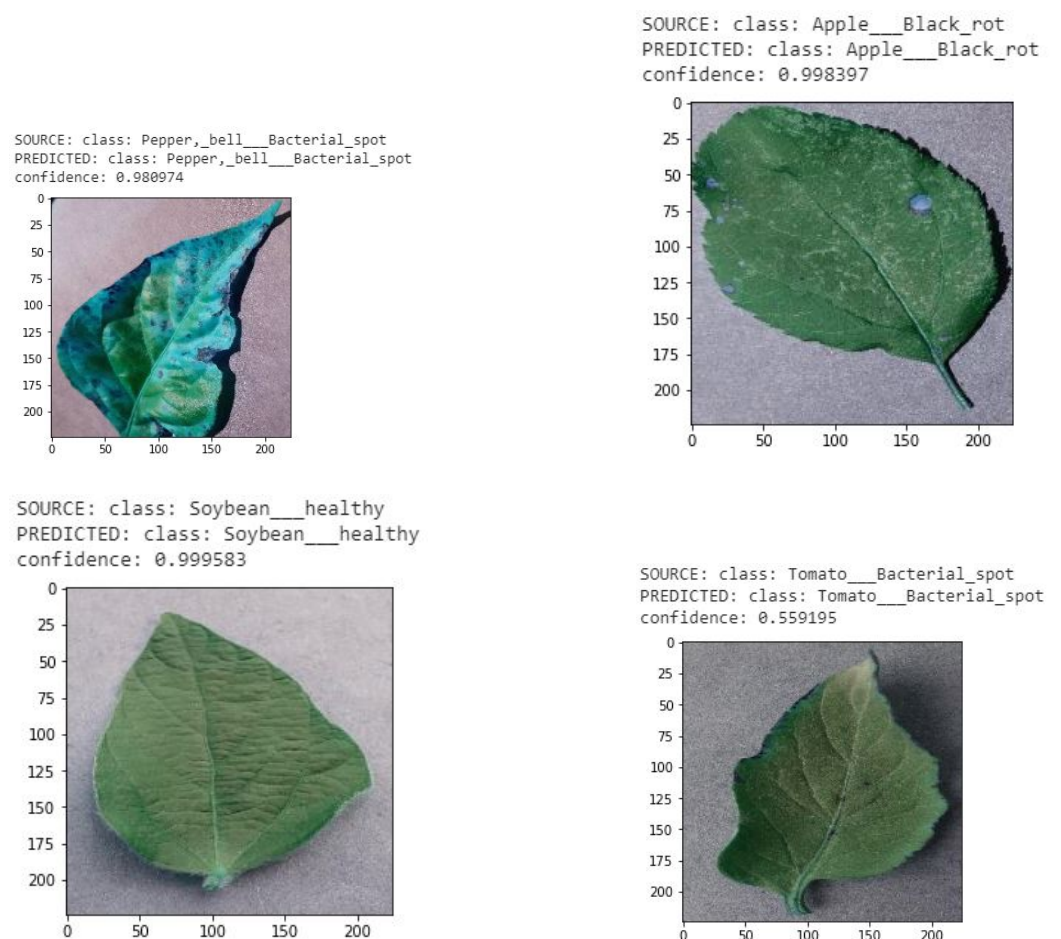 SOURCE: class: Pepper,_bell___Bacterial_spot
PREDICTED: class: Pepper,_bell___Bacterial_spot
confidence: 0.980974
0
25
50
75
100
125
150
175
200
0 50 100 150 200
SOURCE: class: Apple___Black_rot
PREDICTED: class: Apple___Black_rot
confidence: 0.998397
0
25
50
75
100
125
150
175
200
0 50 100 150 200
SOURCE: class: Soybean___healthy
PREDICTED: class: Soybean___healthy
confidence: 0.999583
0
25
50
75
100
125
150
175
200
0 50 100 150 200
SOURCE: class: Tomato___Bacterial_spot
PREDICTED: class: Tomato___Bacterial_spot
confidence: 0.559195
0
25
50
75
100
125
150
175
200
0 50 100 150 200